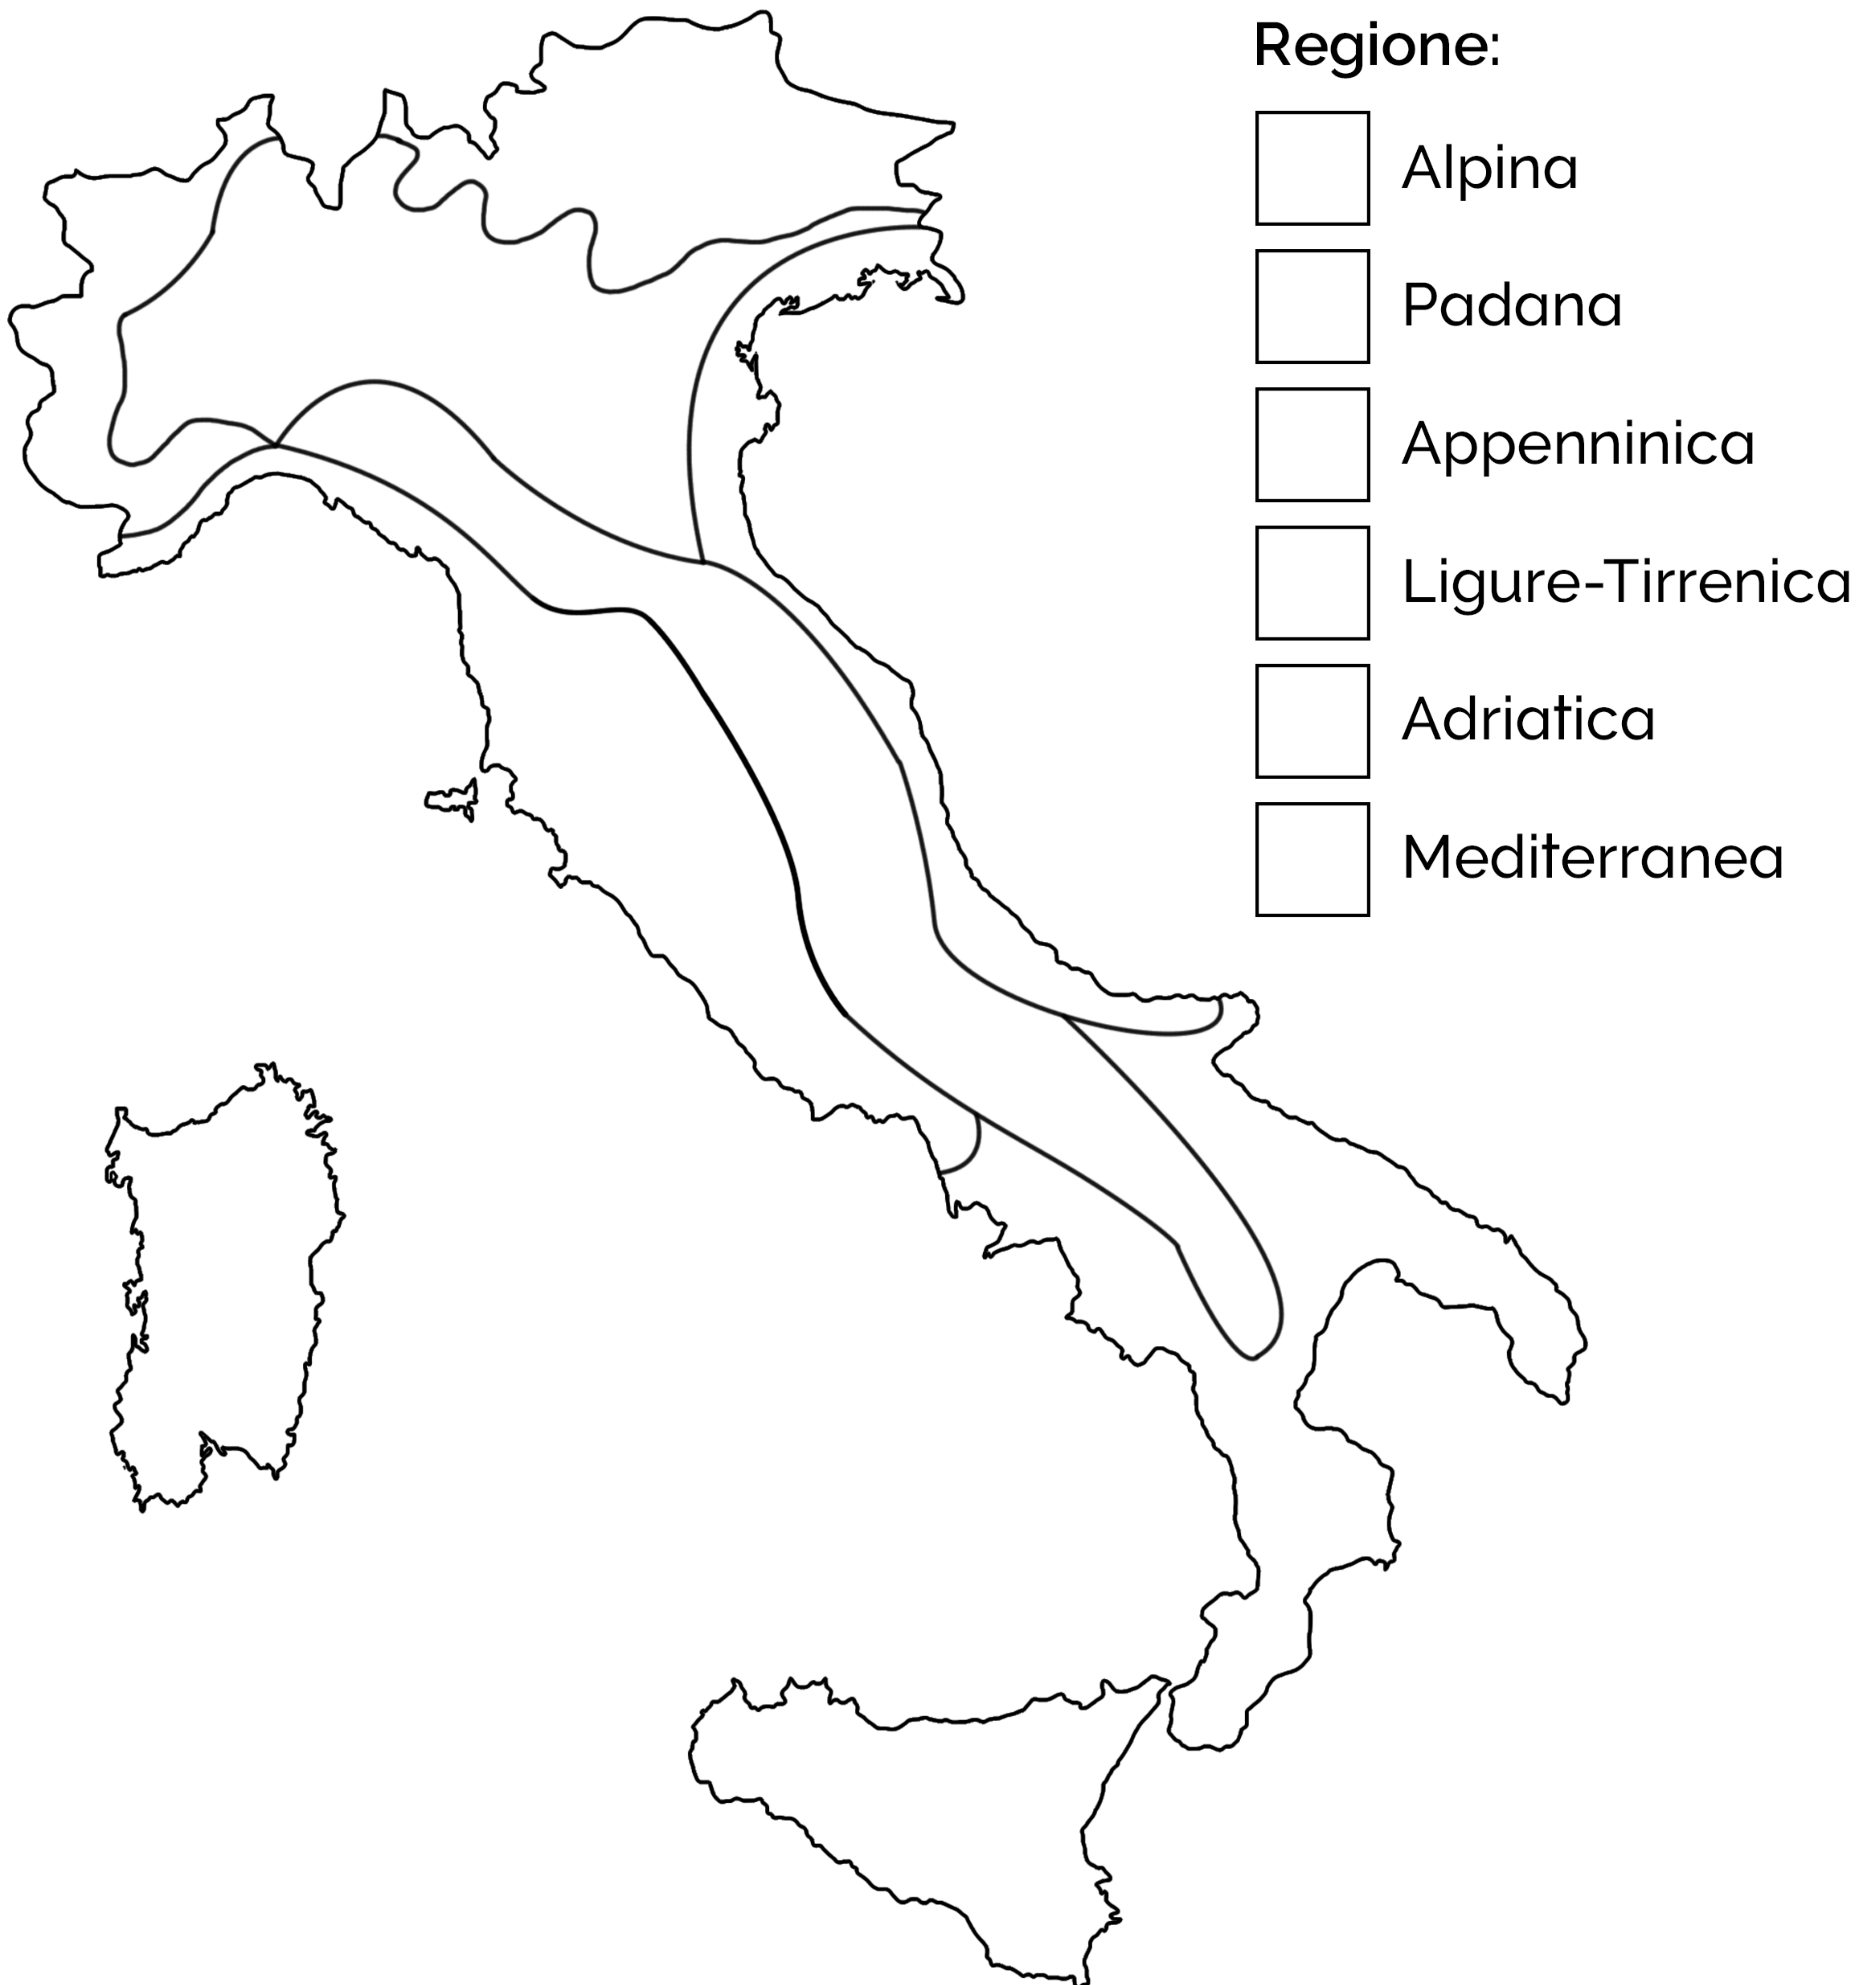 Regione:
Alpina
Padana
Appenninica
Ligure-Tirrenica
Adriatica
Mediterranea